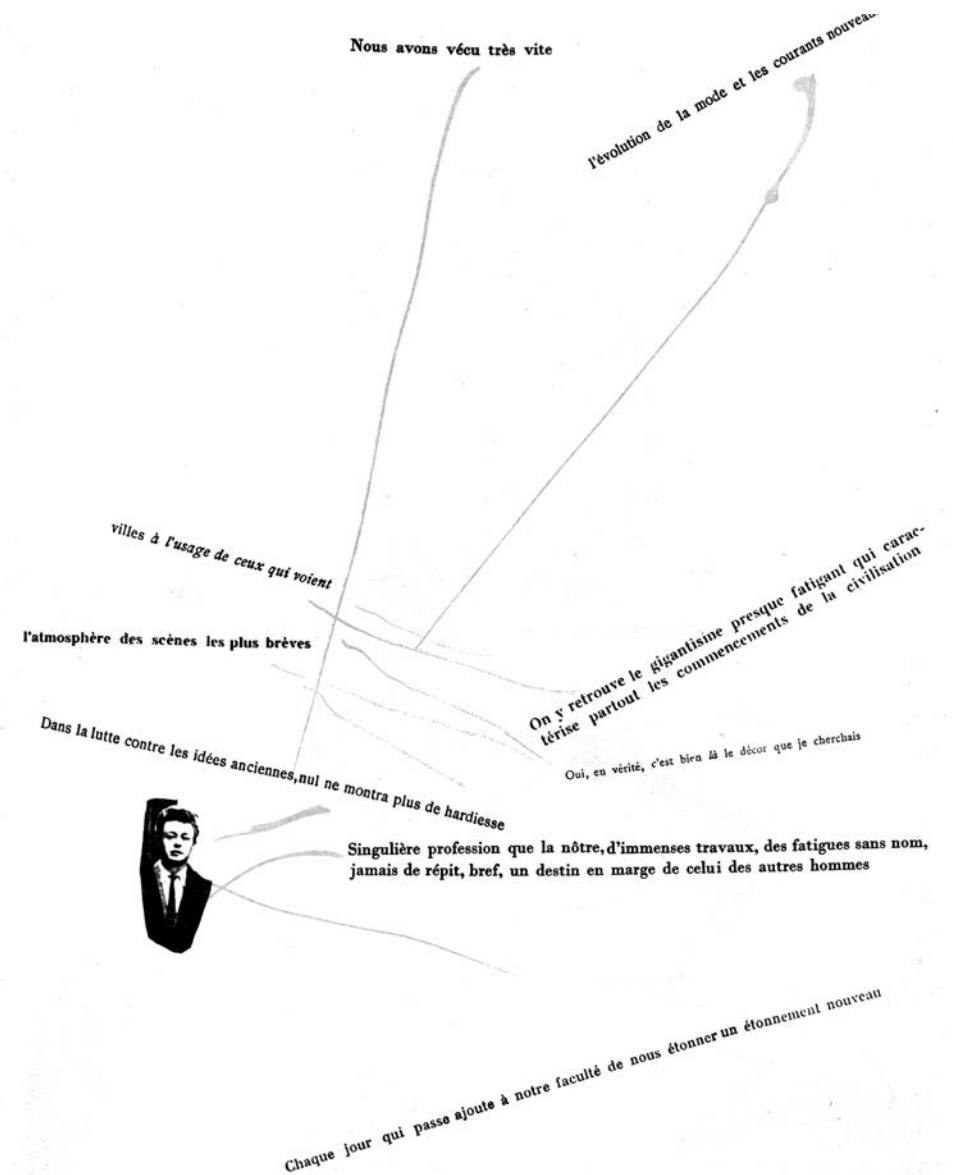 Nous avons vécu très vite
l'évolution de la mode et les courants
villes à l'usage de ceux qui voient
l'atmosphère des scènes les plus brèves
On y retrouve le gigantisine presque fatigant qui carac-
térise partout les commencements de la civilisation
Dans la lutte contre les idées anciennes, nul ne montra plus de hardiesse
Oui, en vérité, c'est bien là le décor que je cherchais
Singulière profession que la nôtre, d'immenses travaux, des fatigues sans nom,
jamais de répit, bref, un destin en marge de celui des autres hommes
Chaque jour qui passe ajoute à notre faculté de nous étonner un étonnement nouveau